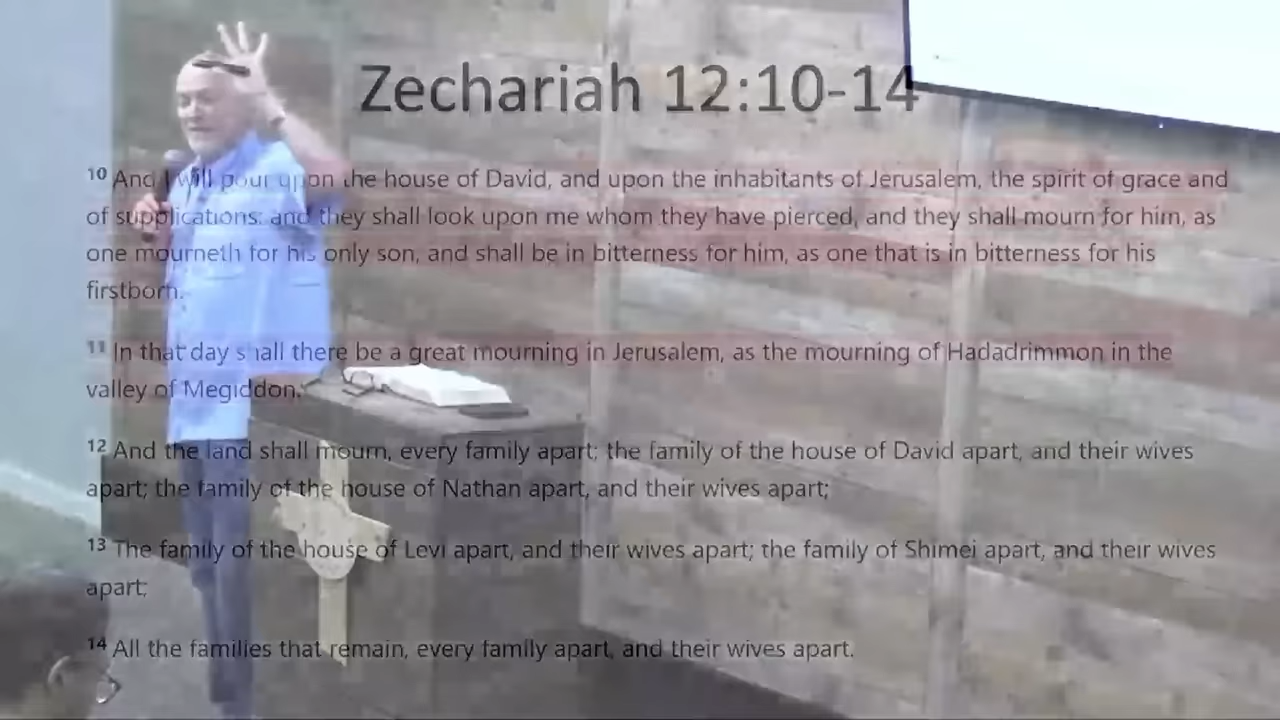 Zechariah 12:10-14
10 And I will pour upon the house of David, and upon the inhabitants of Jerusalem, the spirit of grace and
of supplications: and they shall look upon me whom they have pierced, and they shall mourn for him, as
one mourneth for his only son, and shall be in bitterness for him, as one that is in bitterness for his
firstborn.
11 In that day shall there be a great mourning in Jerusalem, as the mourning of Hadadrimmon in the
valley of Megiddon.
12 And the land shall mourn, every family apart; the family of the house of David apart, and their wives
apart; the family of the house of Nathan apart, and their wives apart;
13 The family of the house of Levi apart, and their wives apart; the family of Shimei apart, and their wives
apart;
14 All the families that remain, every family apart, and their wives apart.